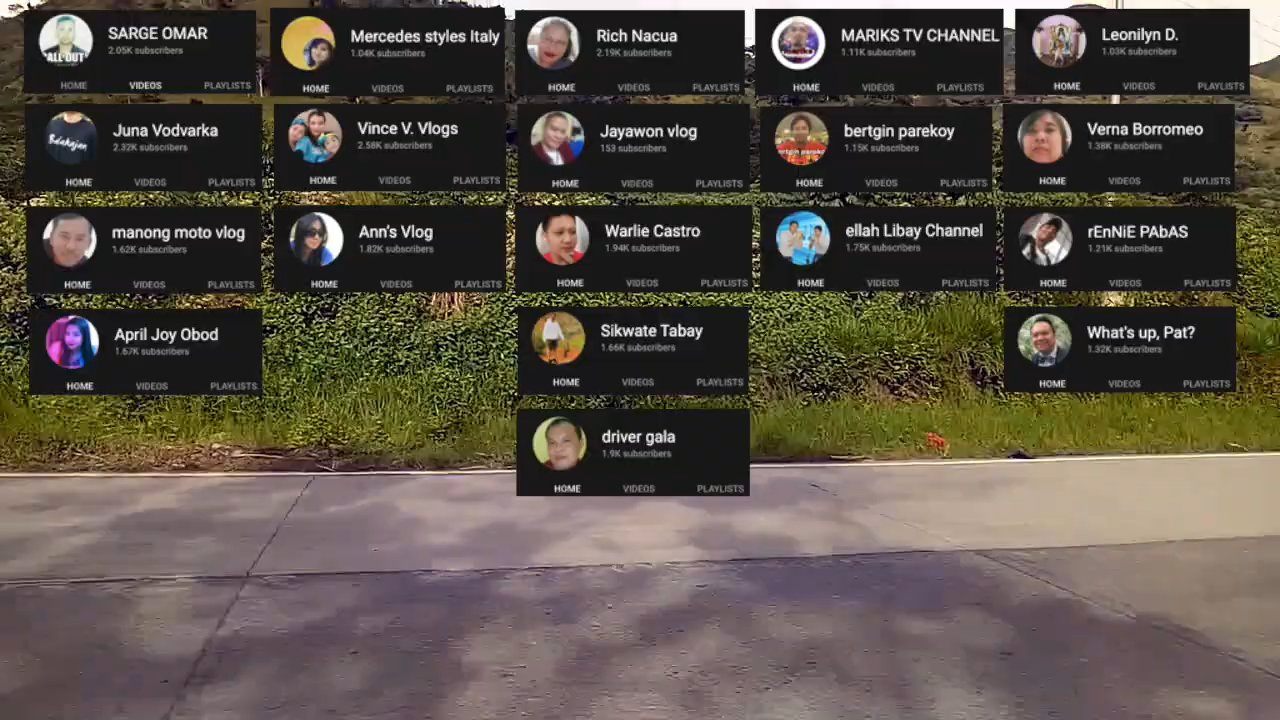 SARGE OMAR
2.05K subscribers
"ALL OUT"
HOME VIDEOS PLAYLISTS
Mercedes styles Italy
1.04K subscribers
HOME VIDEOS PLAYLISTS
Rich Nacua
2.19K subscribers
HOME VIDEOS PLAYLISTS
MARIKS TV CHANNEL
1.11K subscribers
HOME VIDEOS PLAYLISTS
Leonilyn D.
1.03K subscribers
HOME VIDEOS PLAYLISTS
Juna Vodvarka
2.32K subscribers
HOME VIDEOS PLAYLISTS
Vince V. Vlogs
2.58K subscribers
HOME VIDEOS PLAYLISTS
Jayawon vlog
153 subscribers
HOME VIDEOS PLAYLISTS
bertgin parekoy
1.15K subscribers
HOME VIDEOS PLAYLISTS
Verna Borromeo
1.38K subscribers
HOME VIDEOS PLAYLISTS
manong moto vlog
1.62K subscribers
HOME VIDEOS PLAYLISTS
Ann's Vlog
1.82K subscribers
HOME VIDEOS PLAYLISTS
Warlie Castro
1.94K subscribers
HOME VIDEOS PLAYLISTS
ellah Libay Channel
1.75K subscribers
HOME VIDEOS PLAYLISTS
rEnNiE PAbAS
1.21K subscribers
HOME VIDEOS PLAYLISTS
April Joy Obod
1.67K subscribers
HOME VIDEOS PLAYLISTS
Sikwate Tabay
1.66K subscribers
HOME VIDEOS PLAYLISTS
What's up, Pat?
1.32K subscribers
HOME VIDEOS PLAYLISTS
driver gala
1.9K subscribers
HOME VIDEOS PLAYLISTS